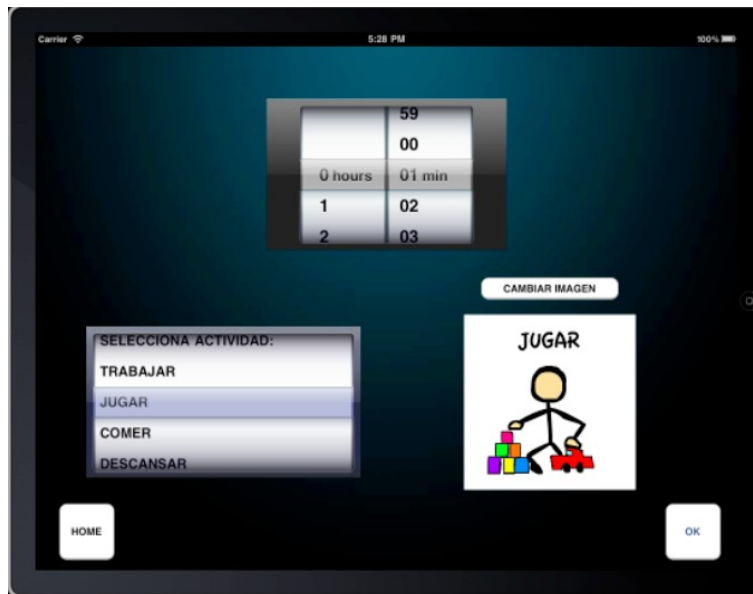 Carrier 5:28 PM 100%
59
00
0 hours 01 min
1 02
2 03
CAMBIAR IMAGEN
SELECCIONA ACTIVIDAD:
TRABAJAR
JUGAR
COMER
DESCANSAR
JUGAR
HOME
OK